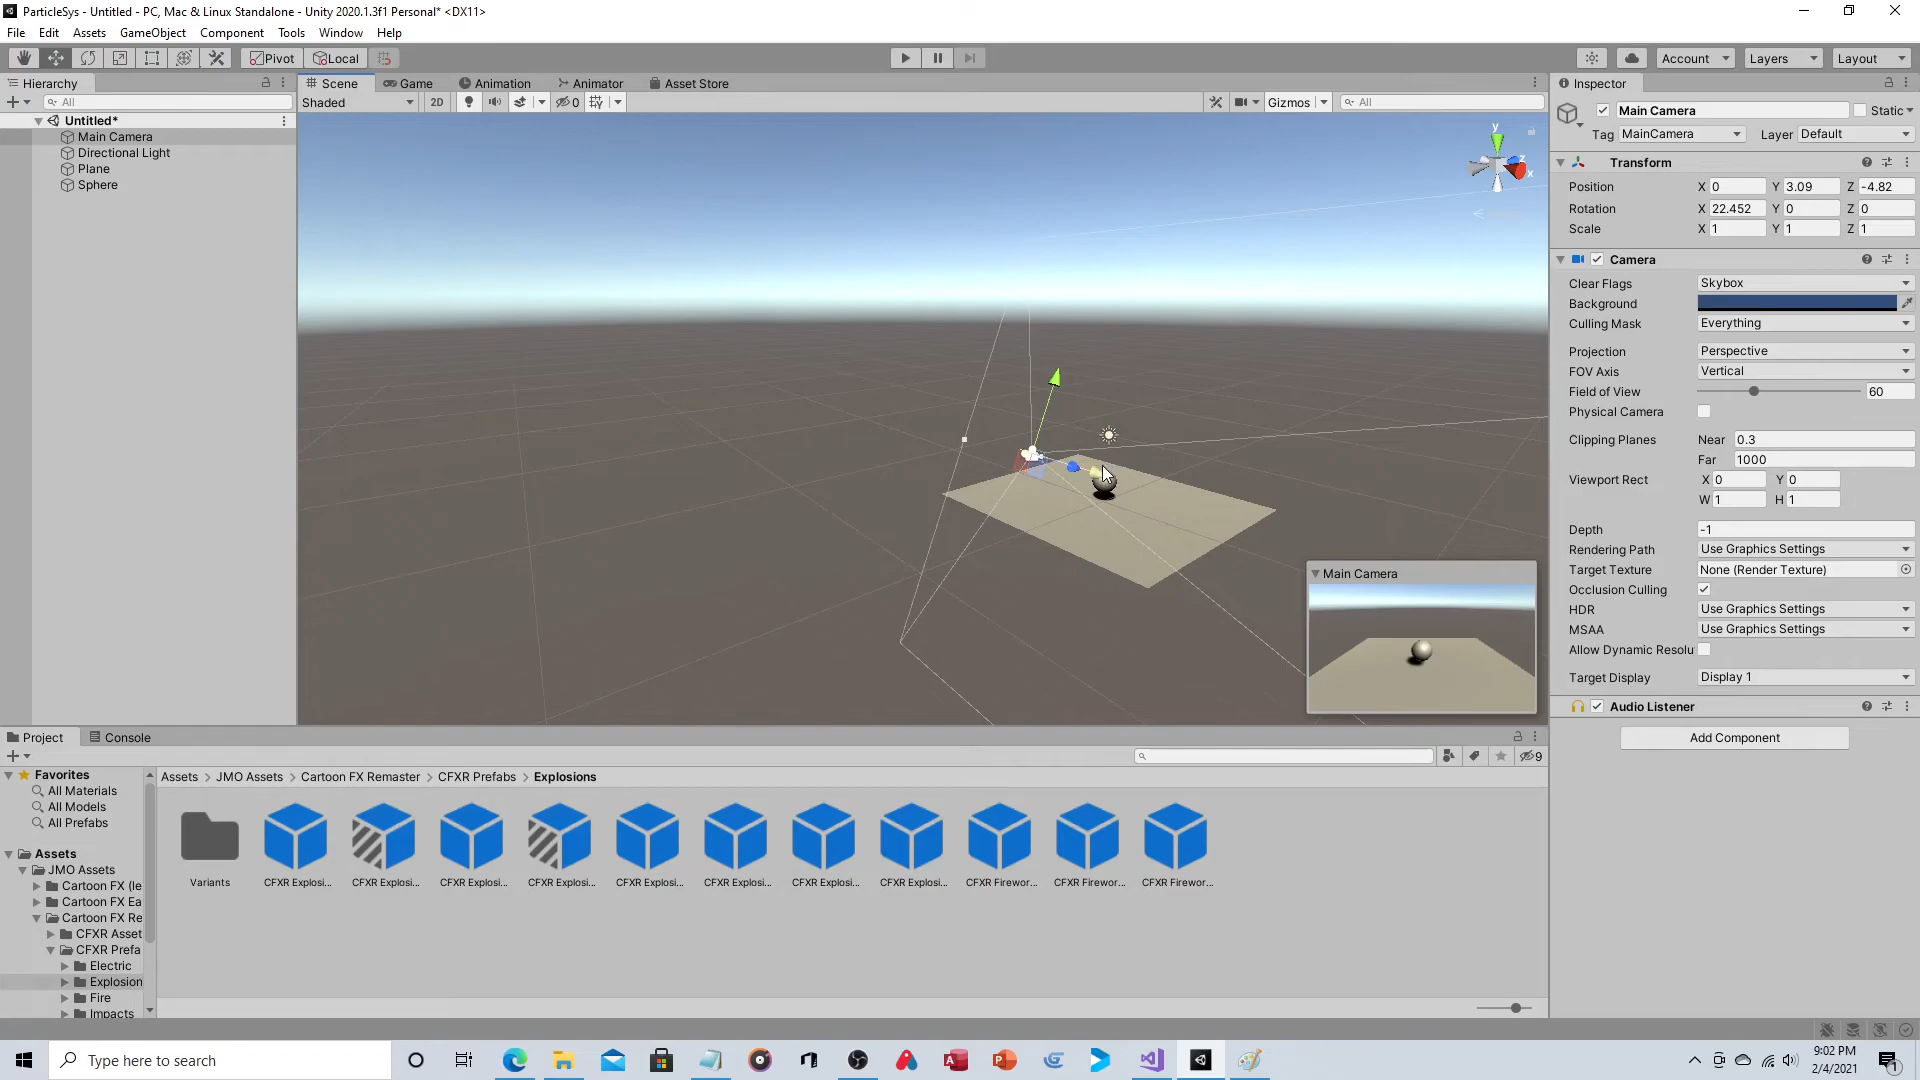 ParticleSys - Untitled - PC, Mac & Linux Standalone - Unity 2020.1.3f1 Personal* <DX11>
File Edit Assets GameObject Component Tools Window Help
Pivot Local Account Layers Layout
Hierarchy
All
Untitled*
Main Camera
Directional Light
Plane
Sphere
Scene Game Animation Animator Asset Store
Shaded 2D 0 Gizmos All
y
z
x
Main Camera
Inspector
Main Camera Static
Tag MainCamera Layer Default
Transform
Position X 0 Y 3.09 Z -4.82
Rotation X 22.452 Y 0 Z 0
Scale X 1 Y 1 Z 1
Camera
Clear Flags Skybox
Background
Culling Mask Everything
Projection Perspective
FOV Axis Vertical
Field of View 60
Physical Camera
Clipping Planes Near 0.3
Far 1000
Viewport Rect X 0 Y 0
W 1 H 1
Depth -1
Rendering Path Use Graphics Settings
Target Texture None (Render Texture)
Occlusion Culling
HDR Use Graphics Settings
MSAA Use Graphics Settings
Allow Dynamic Resolu
Target Display Display 1
Audio Listener
Add Component
Project Console
9
Favorites
All Materials
All Models
All Prefabs
Assets
JMO Assets
Cartoon FX (le
Cartoon FX Ea
Cartoon FX Re
CFXR Asset
CFXR Prefa
Electric
Explosion
Fire
Impacts
Assets > JMO Assets > Cartoon FX Remaster > CFXR Prefabs > Explosions
Variants CFXR Explosi... CFXR Explosi... CFXR Explosi... CFXR Explosi... CFXR Explosi... CFXR Explosi... CFXR Explosi... CFXR Explosi... CFXR Firewor... CFXR Firewor... CFXR Firewor...
Type here to search
9:02 PM
2/4/2021
1